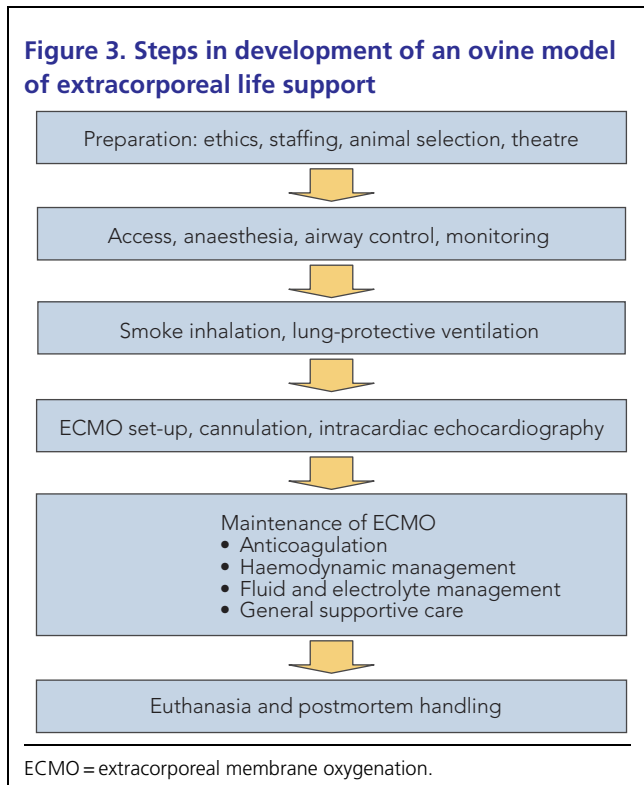 Figure 3. Steps in development of an ovine model
of extracorporeal life support
Preparation: ethics, staffing, animal selection, theatre
Access, anaesthesia, airway control, monitoring
Smoke inhalation, lung-protective ventilation
ECMO set-up, cannulation, intracardiac echocardiography
Maintenance of ECMO
• Anticoagulation
• Haemodynamic management
• Fluid and electrolyte management
• General supportive care
Euthanasia and postmortem handling
ECMO = extracorporeal membrane oxygenation.